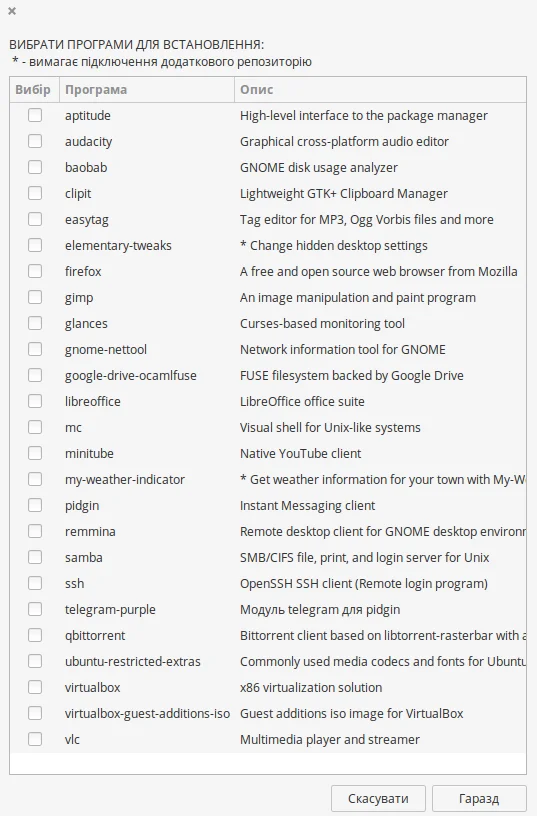 ВИБРАТИ ПРОГРАМИ ДЛЯ ВСТАНОВЛЕННЯ:
* - вимагає підключення додаткового репозиторію
Вибір Програма Опис
aptitude High-level interface to the package manager
audacity Graphical cross-platform audio editor
baobab GNOME disk usage analyzer
clipit Lightweight GTK+ Clipboard Manager
easytag Tag editor for MP3, Ogg Vorbis files and more
elementary-tweaks * Change hidden desktop settings
firefox A free and open source web browser from Mozilla
gimp An image manipulation and paint program
glances Curses-based monitoring tool
gnome-nettool Network information tool for GNOME
google-drive-ocamlfuse FUSE filesystem backed by Google Drive
libreoffice LibreOffice office suite
mc Visual shell for Unix-like systems
minitube Native YouTube client
my-weather-indicator * Get weather information for your town with My-W
pidgin Instant Messaging client
remmina Remote desktop client for GNOME desktop environ
samba SMB/CIFS file, print, and login server for Unix
ssh OpenSSH SSH client (Remote login program)
telegram-purple Модуль telegram для pidgin
qbittorrent Bittorrent client based on libtorrent-rasterbar with a
ubuntu-restricted-extras Commonly used media codecs and fonts for Ubuntu
virtualbox x86 virtualization solution
virtualbox-guest-additions-iso Guest additions iso image for VirtualBox
vlc Multimedia player and streamer
Скасувати Гаразд